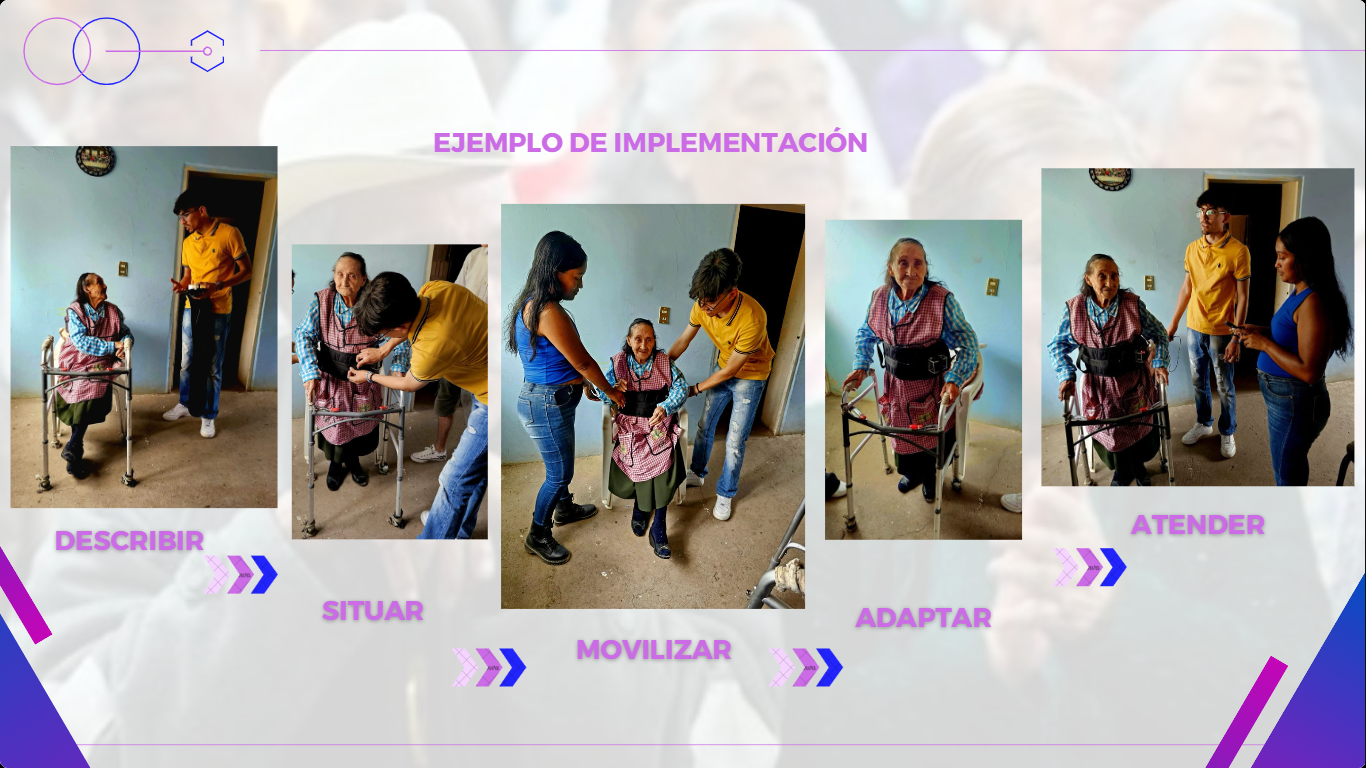 EJEMPLO DE IMPLEMENTACIÓN
DESCRIBIR
ATENDER
SITUAR
ADAPTAR
MOVILIZAR